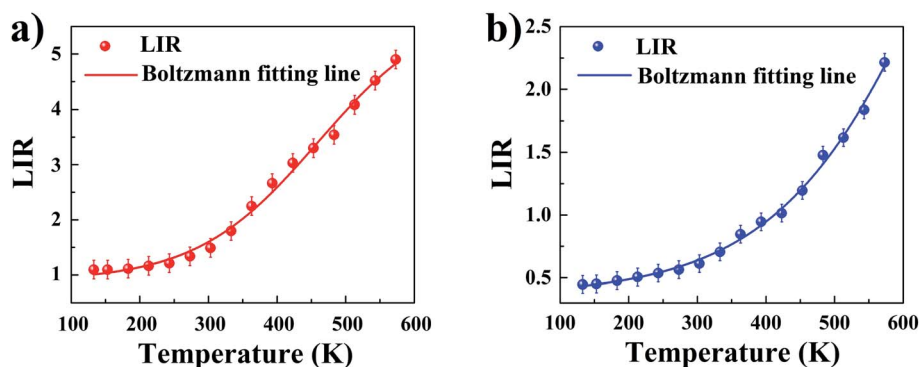 a)
LIR
Boltzmann fitting line
5
4
3
2
1
LIR
100 200 300 400 500 600
Temperature (K)
b)
LIR
Boltzmann fitting line
2.5
2.0
1.5
1.0
0.5
LIR
100 200 300 400 500 600
Temperature (K)